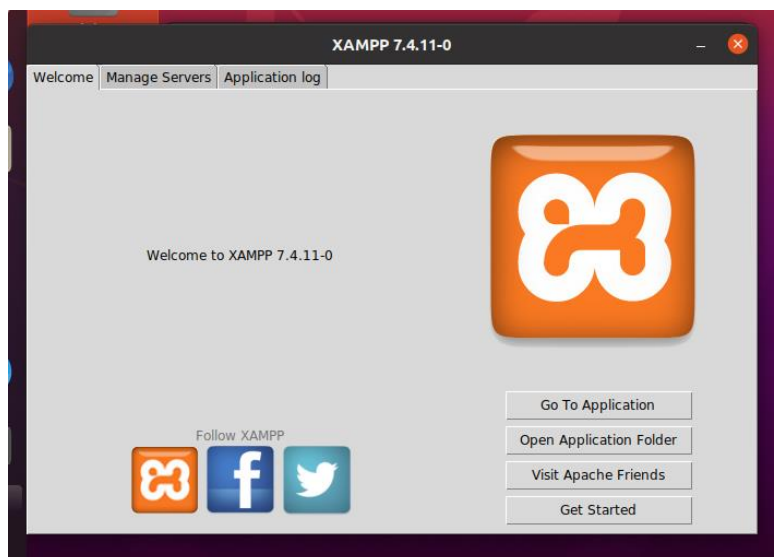 XAMPP 7.4.11-0
Welcome Manage Servers Application log
Welcome to XAMPP 7.4.11-0
Follow XAMPP
Go To Application
Open Application Folder
Visit Apache Friends
Get Started